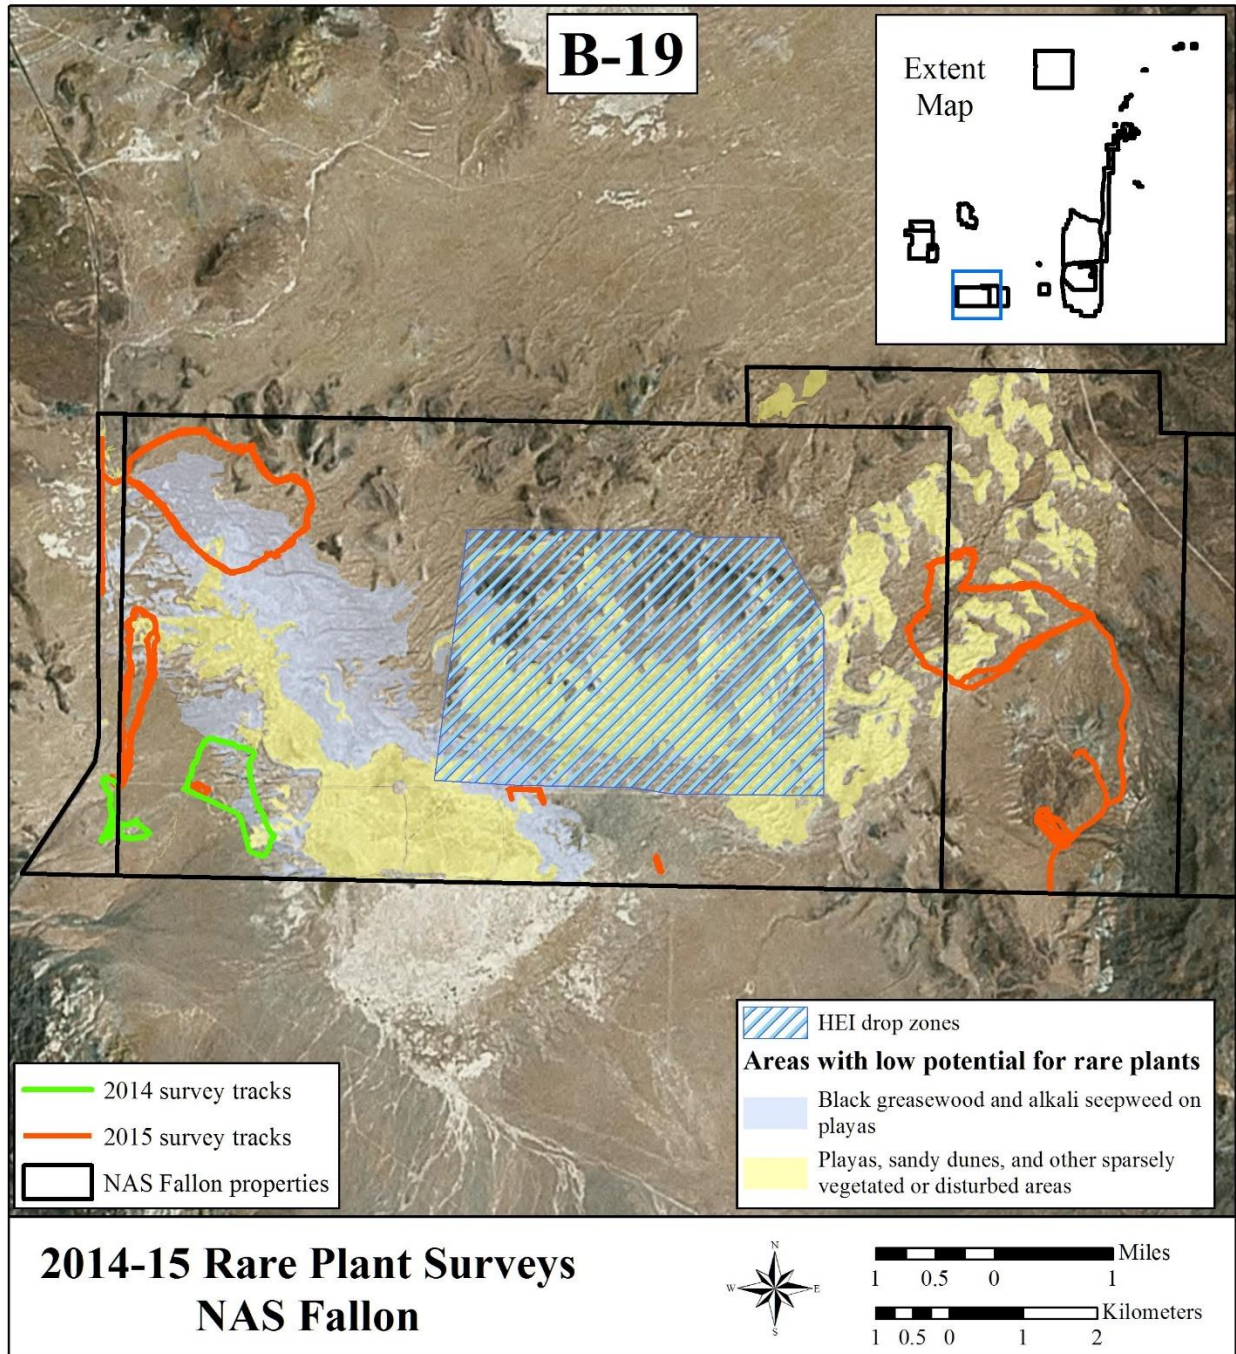 B-19
Extent
Map
HEI drop zones
Areas with low potential for rare plants
Black greasewood and alkali seepweed on
playas
Playas, sandy dunes, and other sparsely
vegetated or disturbed areas
2014 survey tracks
2015 survey tracks
NAS Fallon properties
2014-15 Rare Plant Surveys
NAS Fallon
N
W
E
S
Miles
1 0.5 0 1
Kilometers
1 0.5 0 1 2